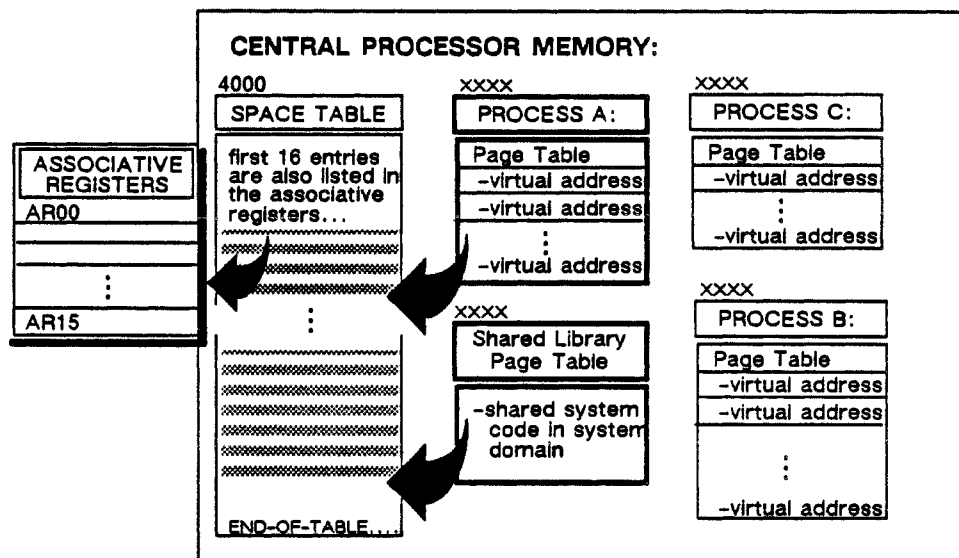 CENTRAL PROCESSOR MEMORY:
4000
SPACE TABLE
first 16 entries
are also listed in
the associative
registers...
END-OF-TABLE....
ASSOCIATIVE
REGISTERS
AR00
AR15
XXXX
PROCESS A:
Page Table
-virtual address
-virtual address
-virtual address
XXXX
Shared Library
Page Table
-shared system
code in system
domain
XXXX
PROCESS C:
Page Table
-virtual address
-virtual address
XXXX
PROCESS B:
Page Table
-virtual address
-virtual address
-virtual address